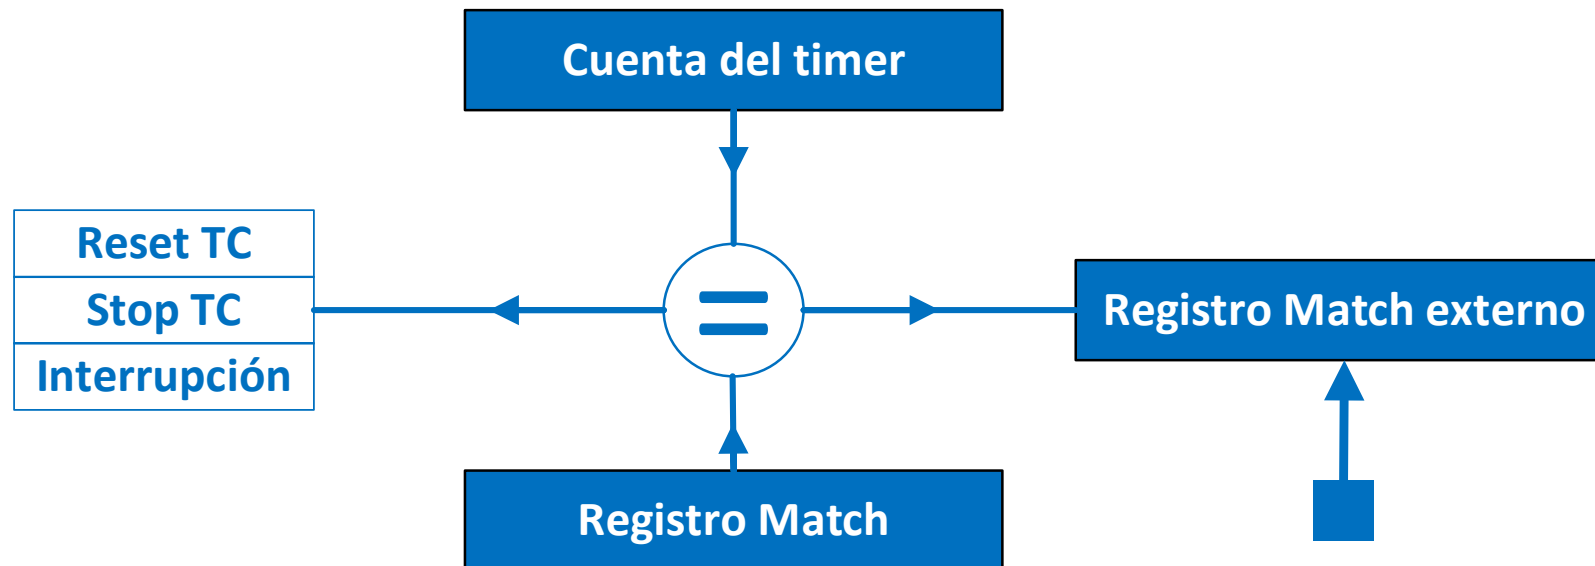 Cuenta del timer
Reset TC
Stop TC
Interrupción
=
Registro Match externo
Registro Match